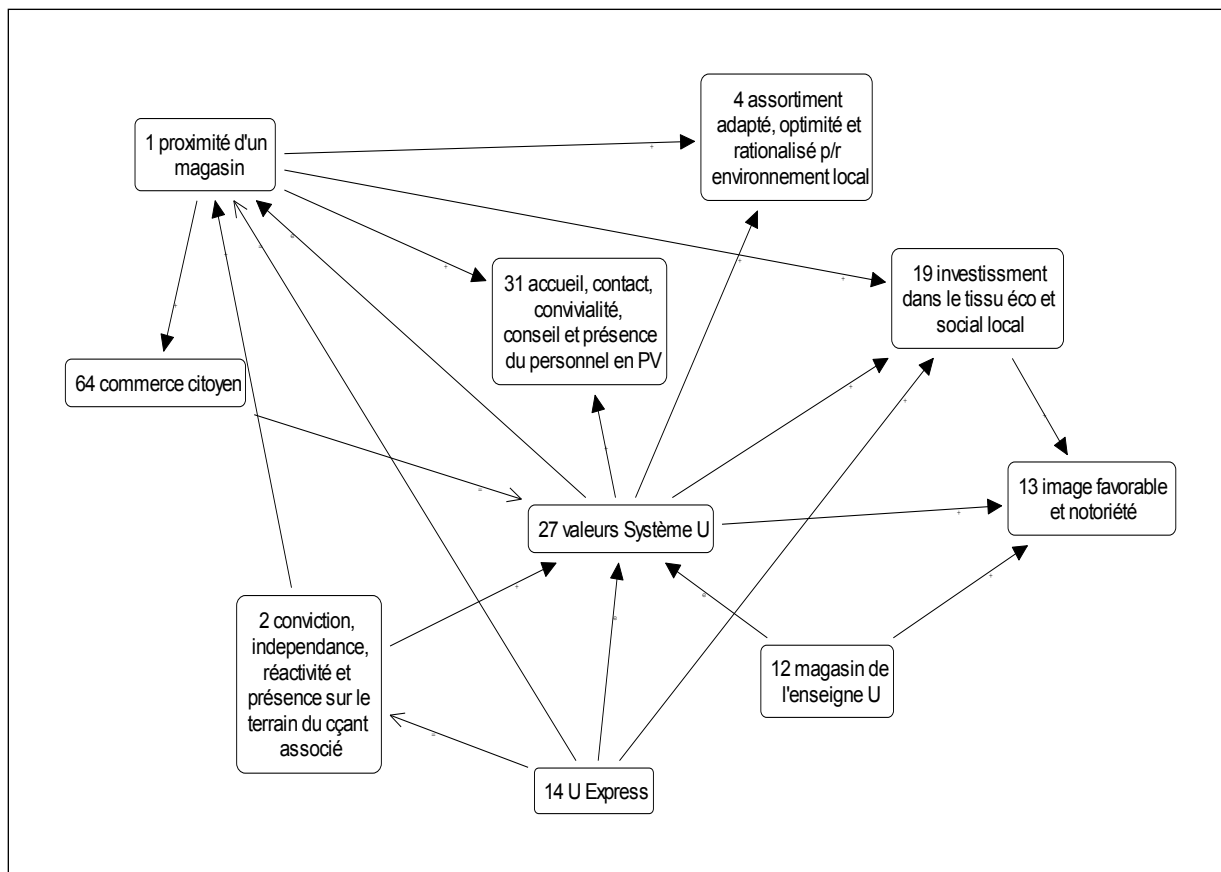 4 assortiment
adapté, optimité et
rationalisé p/r
environnement local
1 proximité d'un
magasin
19 investissment
dans le tissu éco et
social local
31 accueil, contact,
convivialité,
conseil et présence
du personnel en PV
64 commerce citoyen
13 image favorable
et notoriété
27 valeurs Système U
2 conviction,
independance,
réactivité et
présence sur le
terrain du cçant
associé
12 magasin de
l'enseigne U
14 U Express